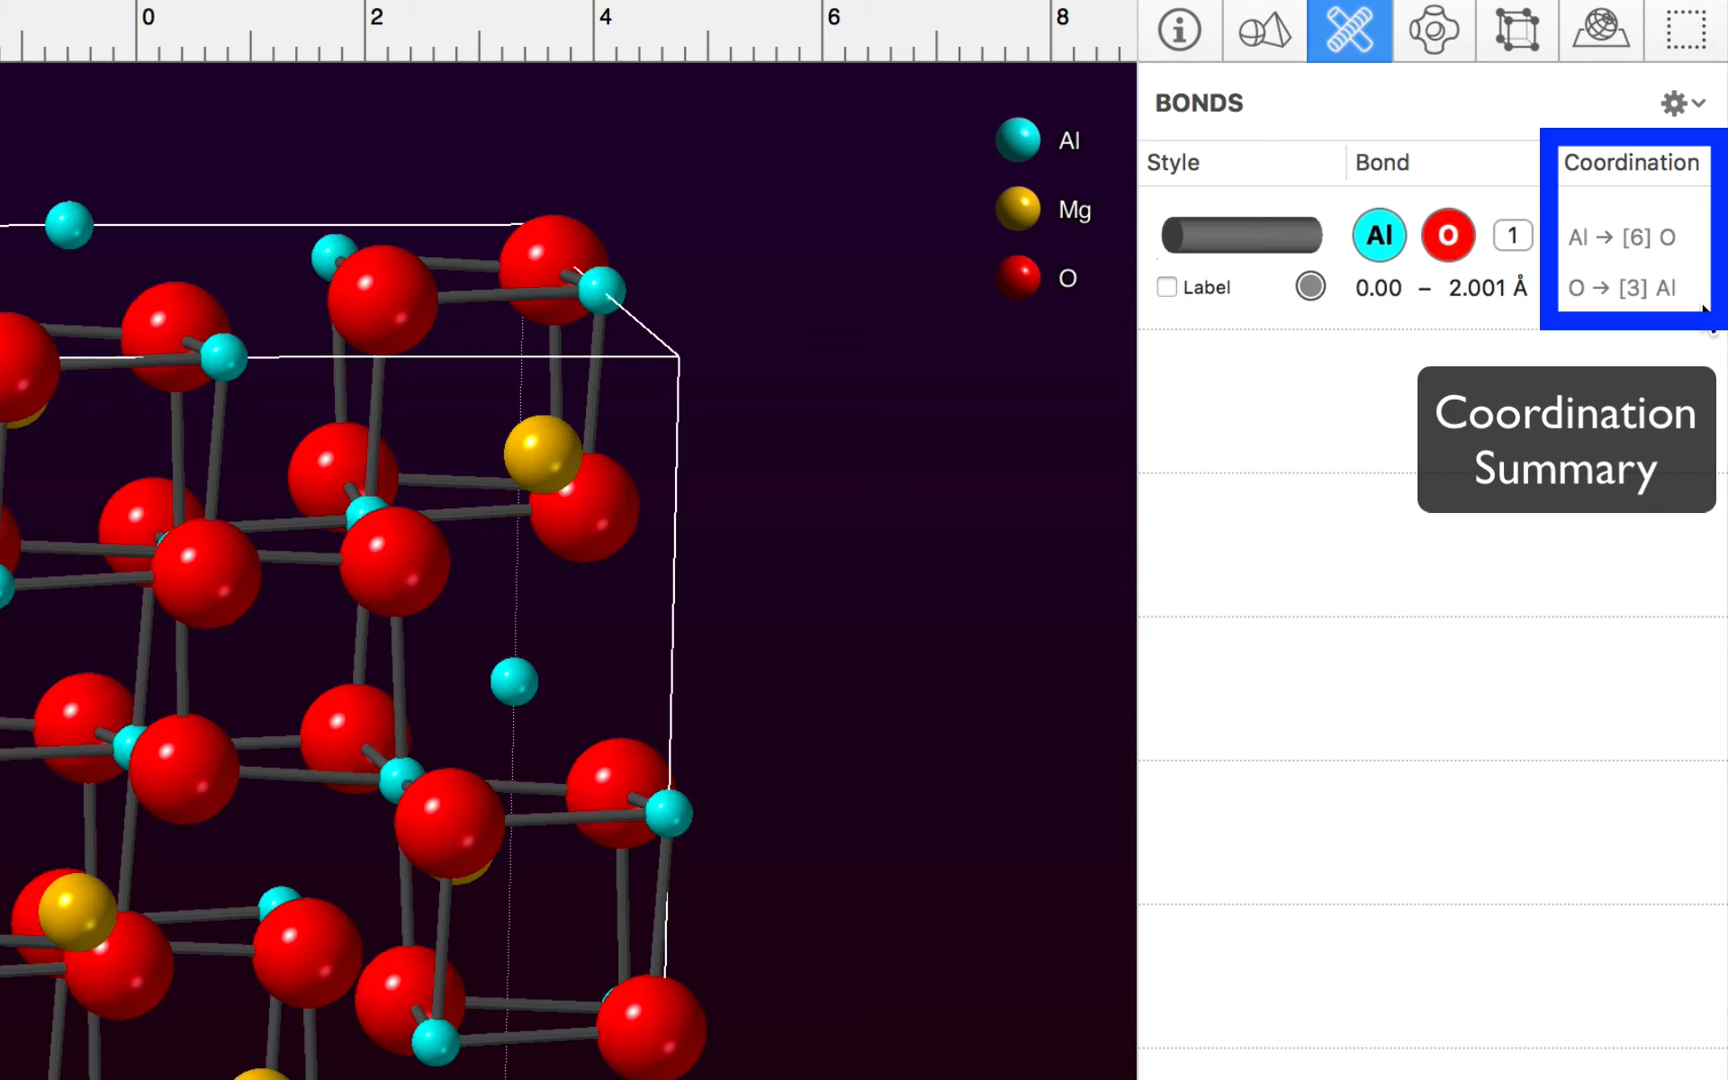 0 2 4 6 8
Al
Mg
O
BONDS
Style Bond Coordination
Al O 1 Al → [6] O
Label 0.00 – 2.001 Å O → [3] Al
Coordination
Summary